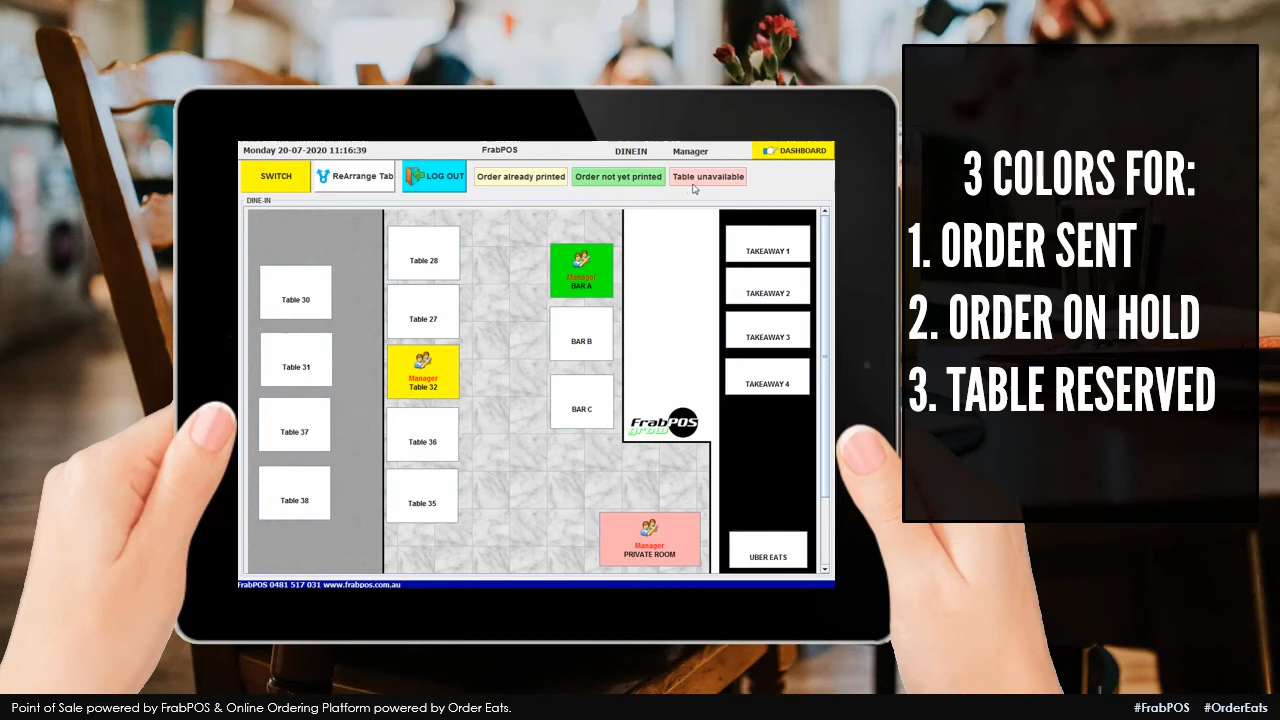 Monday 20-07-2020 11:16:39 FrabPOS DINEIN Manager DASHBOARD
SWITCH ReArrange Tab LOG OUT Order already printed Order not yet printed Table unavailable
DINE-IN
Table 30
Table 31
Table 37
Table 38
Table 28
Table 27
Manager
Table 32
Table 36
Table 35
Manager
BAR A
BAR B
BAR C
FrabPOS
grow
Manager
PRIVATE ROOM
TAKEAWAY 1
TAKEAWAY 2
TAKEAWAY 3
TAKEAWAY 4
UBER EATS
FrabPOS 0481 517 031 www.frabpos.com.au
3 COLORS FOR:
1. ORDER SENT
2. ORDER ON HOLD
3. TABLE RESERVED
Point of Sale powered by FrabPOS & Online Ordering Platform powered by Order Eats.
#FrabPOS #OrderEats